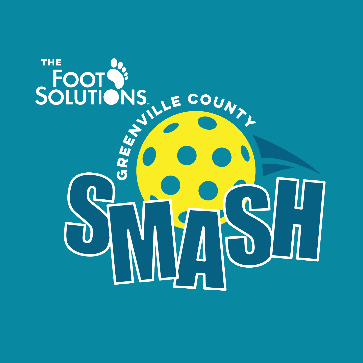 THE
FOOT
SOLUTIONS
GREENVILLE COUNTY
SMASH